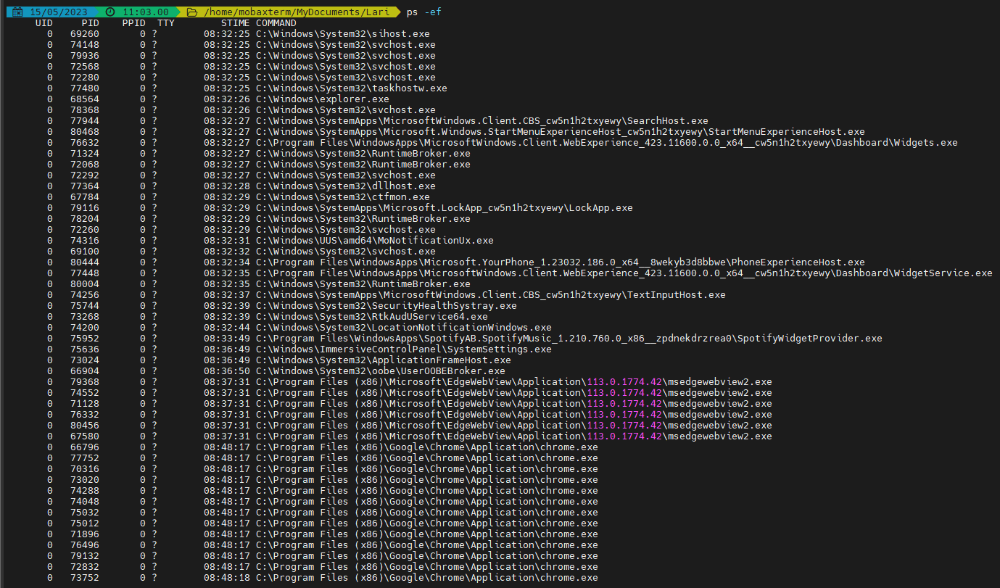 15/05/2023 11:03.00 /home/mobaxterm/MyDocuments/Lari ps -ef
UID PID PPID TTY STIME COMMAND
0 69260 0 ? 08:32:25 C:\Windows\System32\sihost.exe
0 74148 0 ? 08:32:25 C:\Windows\System32\svchost.exe
0 79936 0 ? 08:32:25 C:\Windows\System32\svchost.exe
0 72568 0 ? 08:32:25 C:\Windows\System32\svchost.exe
0 72280 0 ? 08:32:25 C:\Windows\System32\svchost.exe
0 77480 0 ? 08:32:25 C:\Windows\System32\taskhostw.exe
0 68564 0 ? 08:32:26 C:\Windows\explorer.exe
0 78368 0 ? 08:32:26 C:\Windows\System32\svchost.exe
0 77944 0 ? 08:32:27 C:\Windows\SystemApps\MicrosoftWindows.Client.CBS_cw5n1h2txyewy\SearchHost.exe
0 80468 0 ? 08:32:27 C:\Windows\SystemApps\Microsoft.Windows.StartMenuExperienceHost_cw5n1h2txyewy\StartMenuExperienceHost.exe
0 76632 0 ? 08:32:27 C:\Program Files\WindowsApps\MicrosoftWindows.Client.WebExperience_423.11600.0.0_x64__cw5n1h2txyewy\Dashboard\Widgets.exe
0 71324 0 ? 08:32:27 C:\Windows\System32\RuntimeBroker.exe
0 72068 0 ? 08:32:27 C:\Windows\System32\RuntimeBroker.exe
0 72292 0 ? 08:32:27 C:\Windows\System32\svchost.exe
0 77364 0 ? 08:32:28 C:\Windows\System32\dllhost.exe
0 67784 0 ? 08:32:29 C:\Windows\System32\ctfmon.exe
0 79116 0 ? 08:32:29 C:\Windows\SystemApps\Microsoft.LockApp_cw5n1h2txyewy\LockApp.exe
0 78204 0 ? 08:32:29 C:\Windows\System32\RuntimeBroker.exe
0 72260 0 ? 08:32:29 C:\Windows\System32\svchost.exe
0 74316 0 ? 08:32:31 C:\Windows\UUS\amd64\MoNotificationUx.exe
0 69100 0 ? 08:32:32 C:\Windows\System32\svchost.exe
0 80444 0 ? 08:32:34 C:\Program Files\WindowsApps\Microsoft.YourPhone_1.23032.186.0_x64__8wekyb3d8bbwe\PhoneExperienceHost.exe
0 77448 0 ? 08:32:35 C:\Program Files\WindowsApps\MicrosoftWindows.Client.WebExperience_423.11600.0.0_x64__cw5n1h2txyewy\Dashboard\WidgetService.exe
0 80004 0 ? 08:32:35 C:\Windows\System32\RuntimeBroker.exe
0 74256 0 ? 08:32:37 C:\Windows\SystemApps\MicrosoftWindows.Client.CBS_cw5n1h2txyewy\TextInputHost.exe
0 75744 0 ? 08:32:39 C:\Windows\System32\SecurityHealthSystray.exe
0 73268 0 ? 08:32:39 C:\Windows\System32\RtkAudUService64.exe
0 74200 0 ? 08:32:44 C:\Windows\System32\LocationNotificationWindows.exe
0 75952 0 ? 08:33:49 C:\Program Files\WindowsApps\SpotifyAB.SpotifyMusic_1.210.760.0_x86__zpdnekdrzrea0\SpotifyWidgetProvider.exe
0 75636 0 ? 08:36:49 C:\Windows\ImmersiveControlPanel\SystemSettings.exe
0 73024 0 ? 08:36:49 C:\Windows\System32\ApplicationFrameHost.exe
0 66904 0 ? 08:36:50 C:\Windows\System32\oobe\UserOOBEBroker.exe
0 79368 0 ? 08:37:31 C:\Program Files (x86)\Microsoft\EdgeWebView\Application\113.0.1774.42\msedgewebview2.exe
0 74552 0 ? 08:37:31 C:\Program Files (x86)\Microsoft\EdgeWebView\Application\113.0.1774.42\msedgewebview2.exe
0 71128 0 ? 08:37:31 C:\Program Files (x86)\Microsoft\EdgeWebView\Application\113.0.1774.42\msedgewebview2.exe
0 76332 0 ? 08:37:31 C:\Program Files (x86)\Microsoft\EdgeWebView\Application\113.0.1774.42\msedgewebview2.exe
0 80456 0 ? 08:37:31 C:\Program Files (x86)\Microsoft\EdgeWebView\Application\113.0.1774.42\msedgewebview2.exe
0 67580 0 ? 08:37:31 C:\Program Files (x86)\Microsoft\EdgeWebView\Application\113.0.1774.42\msedgewebview2.exe
0 66796 0 ? 08:48:17 C:\Program Files (x86)\Google\Chrome\Application\chrome.exe
0 77752 0 ? 08:48:17 C:\Program Files (x86)\Google\Chrome\Application\chrome.exe
0 70316 0 ? 08:48:17 C:\Program Files (x86)\Google\Chrome\Application\chrome.exe
0 73020 0 ? 08:48:17 C:\Program Files (x86)\Google\Chrome\Application\chrome.exe
0 74288 0 ? 08:48:17 C:\Program Files (x86)\Google\Chrome\Application\chrome.exe
0 74048 0 ? 08:48:17 C:\Program Files (x86)\Google\Chrome\Application\chrome.exe
0 75032 0 ? 08:48:17 C:\Program Files (x86)\Google\Chrome\Application\chrome.exe
0 75012 0 ? 08:48:17 C:\Program Files (x86)\Google\Chrome\Application\chrome.exe
0 71896 0 ? 08:48:17 C:\Program Files (x86)\Google\Chrome\Application\chrome.exe
0 76496 0 ? 08:48:17 C:\Program Files (x86)\Google\Chrome\Application\chrome.exe
0 79132 0 ? 08:48:17 C:\Program Files (x86)\Google\Chrome\Application\chrome.exe
0 72832 0 ? 08:48:17 C:\Program Files (x86)\Google\Chrome\Application\chrome.exe
0 73752 0 ? 08:48:18 C:\Program Files (x86)\Google\Chrome\Application\chrome.exe